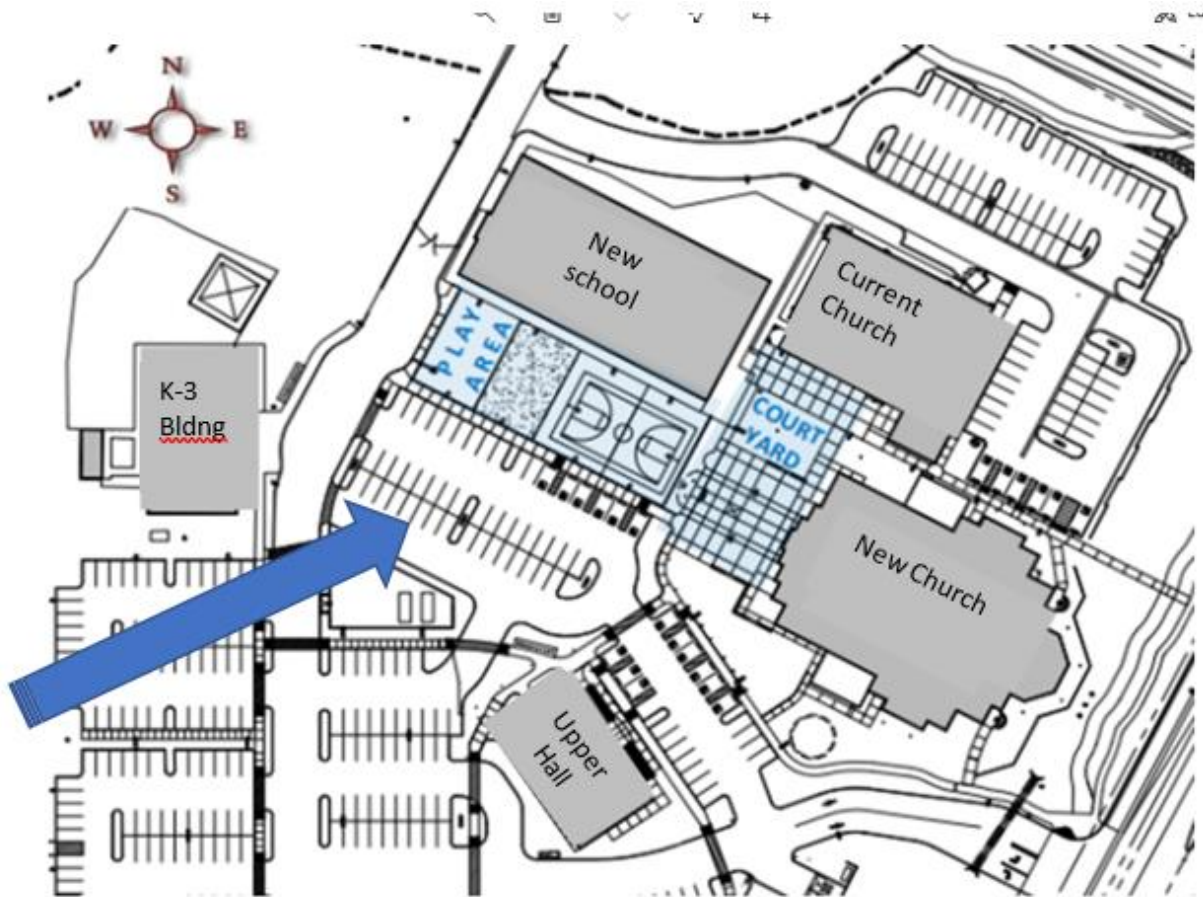 N
W E
S
New
school
Current
Church
PLAY
AREA
K-3
Bldng
COURT
YARD
New Church
Upper
Hall